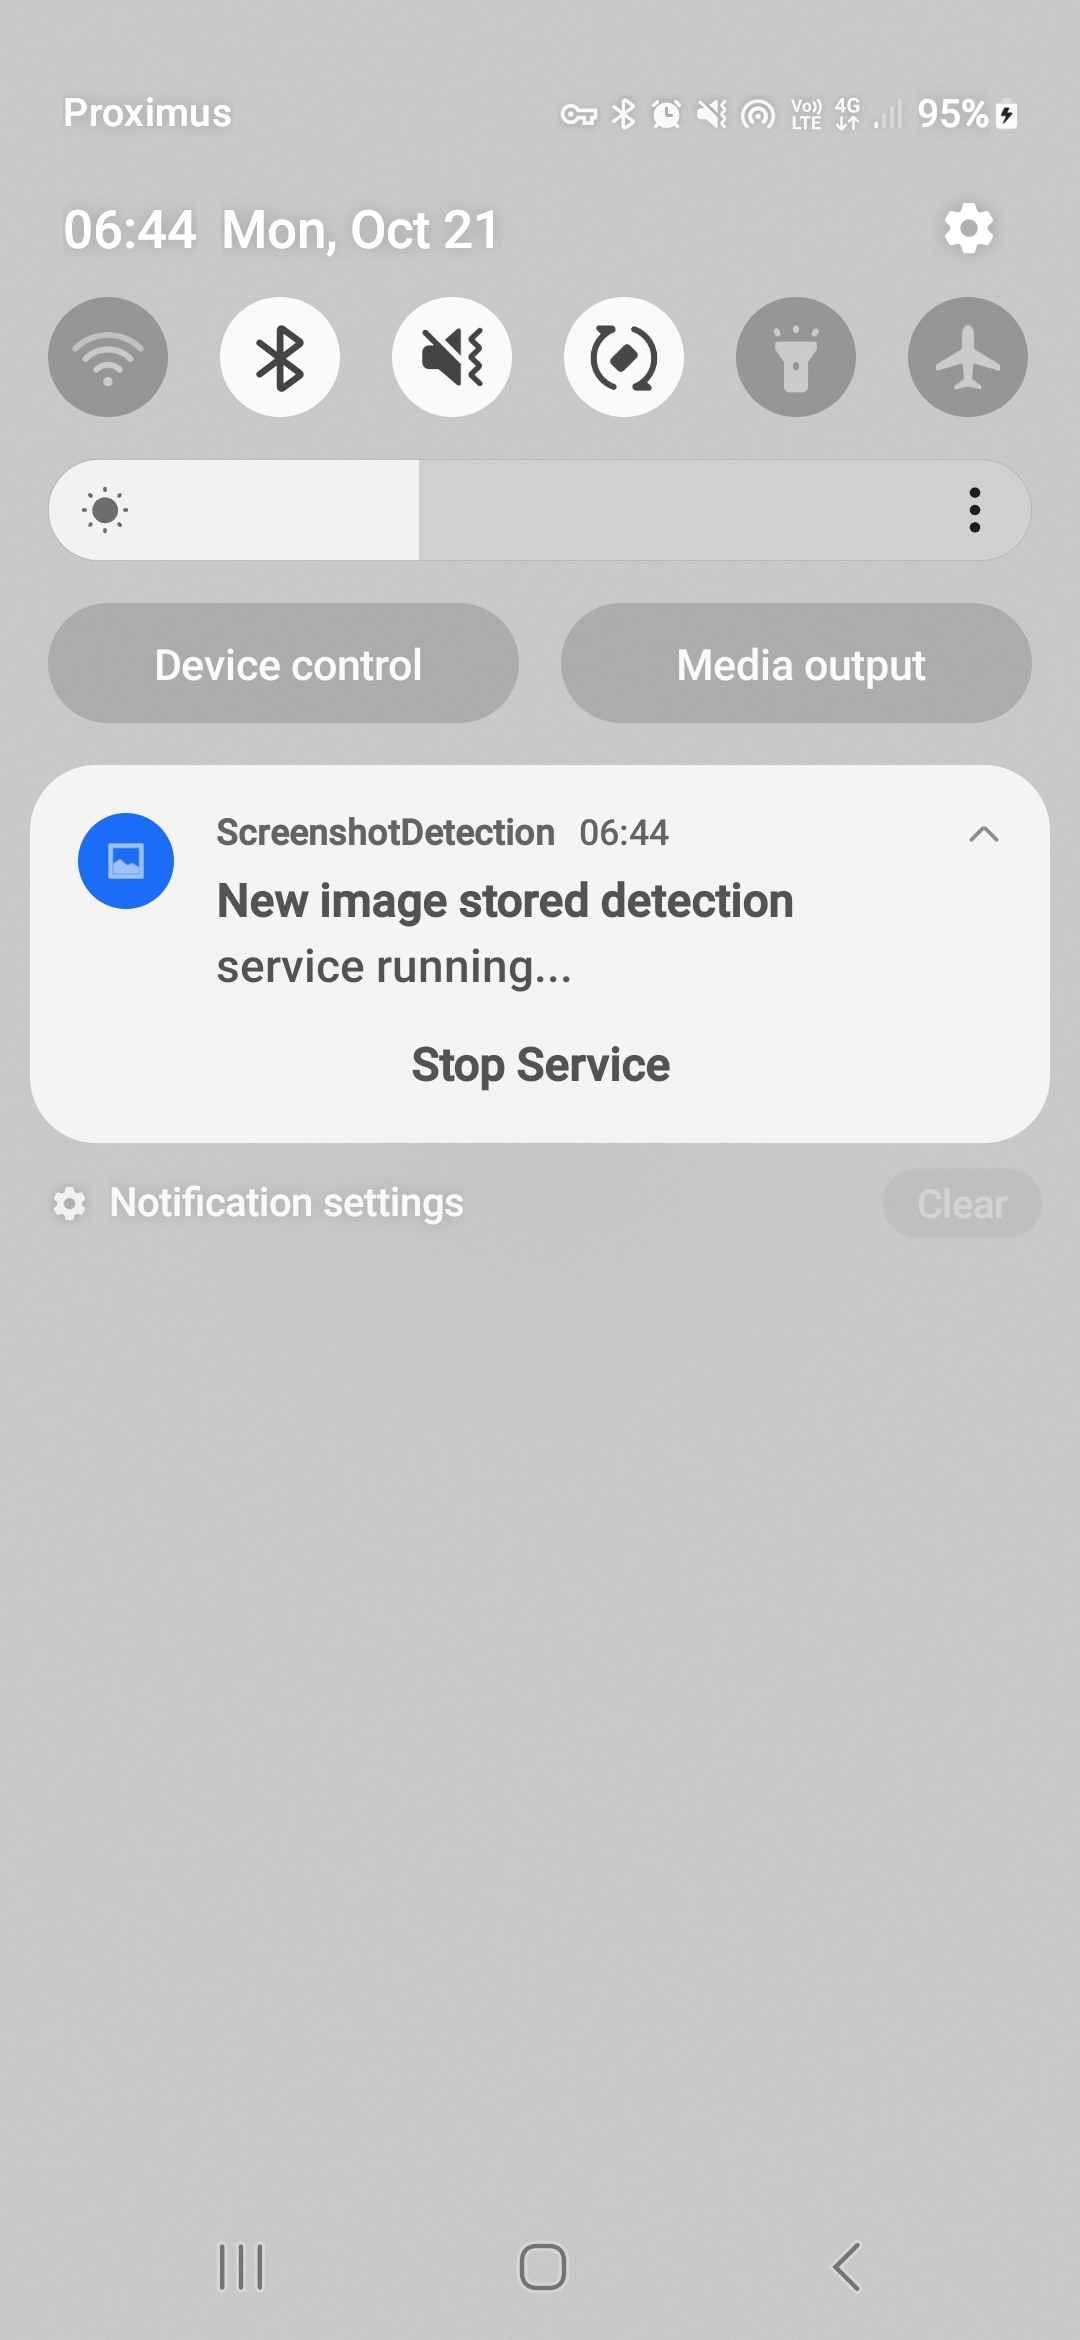 Proximus
Vo)) LTE 4G 95%
06:44 Mon, Oct 21
Device control
Media output
ScreenshotDetection 06:44
New image stored detection
service running...
Stop Service
Notification settings
Clear